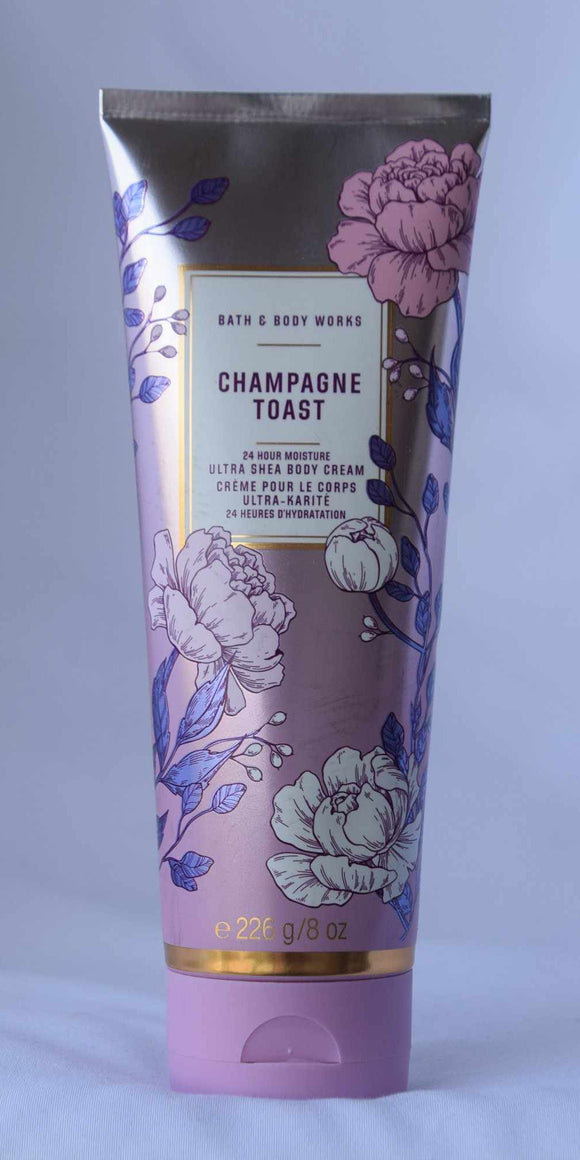 BATH & BODY WORKS
CHAMPAGNE
TOAST
24 HOUR MOISTURE
ULTRA SHEA BODY CREAM
CRÈME POUR LE CORPS
ULTRA-KARITÉ
24 HEURES D'HYDRATATION
℮ 226 g/8 oz